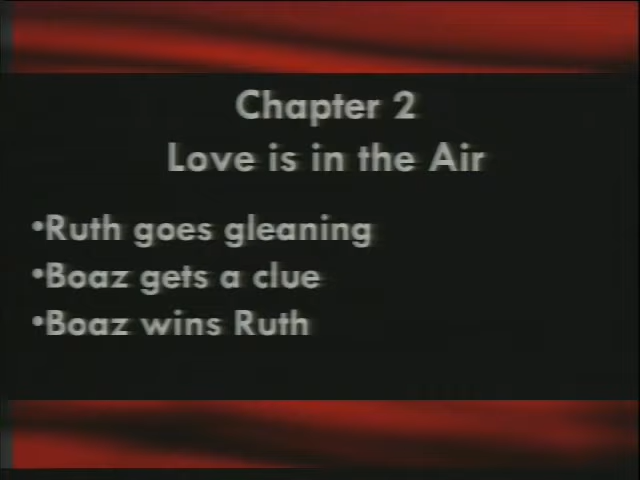 Chapter 2
Love is in the Air
•Ruth goes gleaning
•Boaz gets a clue
•Boaz wins Ruth